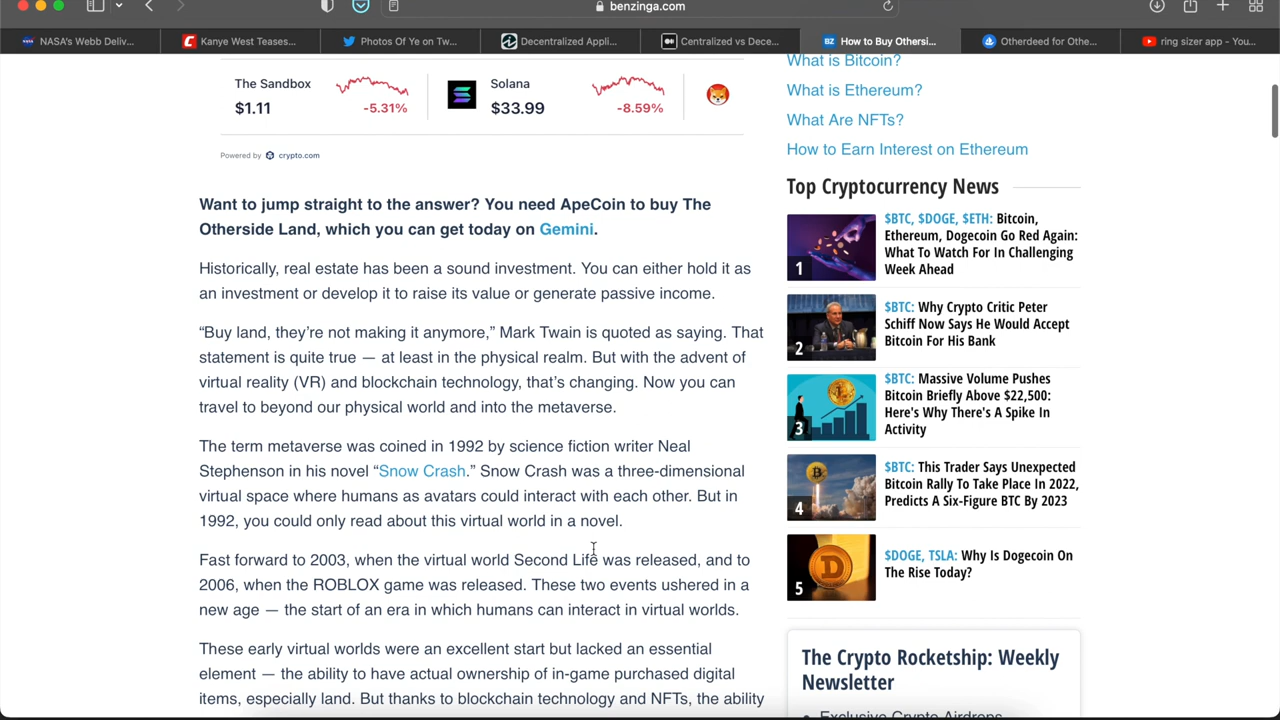 benzinga.com
NASA's Webb Deliv...
Kanye West Teases...
Photos Of Ye on Tw...
Decentralized Appli...
Centralized vs Dece...
BZ How to Buy Othersi...
Otherdeed for Othe...
ring sizer app - You...
The Sandbox
$1.11
-5.31%
Solana
$33.99
-8.59%
Powered by crypto.com
Want to jump straight to the answer? You need ApeCoin to buy The
Otherside Land, which you can get today on Gemini.
Historically, real estate has been a sound investment. You can either hold it as
an investment or develop it to raise its value or generate passive income.
“Buy land, they’re not making it anymore,” Mark Twain is quoted as saying. That
statement is quite true — at least in the physical realm. But with the advent of
virtual reality (VR) and blockchain technology, that’s changing. Now you can
travel to beyond our physical world and into the metaverse.
The term metaverse was coined in 1992 by science fiction writer Neal
Stephenson in his novel “Snow Crash.” Snow Crash was a three-dimensional
virtual space where humans as avatars could interact with each other. But in
1992, you could only read about this virtual world in a novel.
Fast forward to 2003, when the virtual world Second Life was released, and to
2006, when the ROBLOX game was released. These two events ushered in a
new age — the start of an era in which humans can interact in virtual worlds.
These early virtual worlds were an excellent start but lacked an essential
element — the ability to have actual ownership of in-game purchased digital
items, especially land. But thanks to blockchain technology and NFTs, the ability
What is Bitcoin?
What is Ethereum?
What Are NFTs?
How to Earn Interest on Ethereum
Top Cryptocurrency News
1
$BTC, $DOGE, $ETH: Bitcoin,
Ethereum, Dogecoin Go Red Again:
What To Watch For In Challenging
Week Ahead
2
$BTC: Why Crypto Critic Peter
Schiff Now Says He Would Accept
Bitcoin For His Bank
3
$BTC: Massive Volume Pushes
Bitcoin Briefly Above $22,500:
Here's Why There's A Spike In
Activity
4
$BTC: This Trader Says Unexpected
Bitcoin Rally To Take Place In 2022,
Predicts A Six-Figure BTC By 2023
5
$DOGE, TSLA: Why Is Dogecoin On
The Rise Today?
The Crypto Rocketship: Weekly
Newsletter
Exclusive Crypto Airdrops